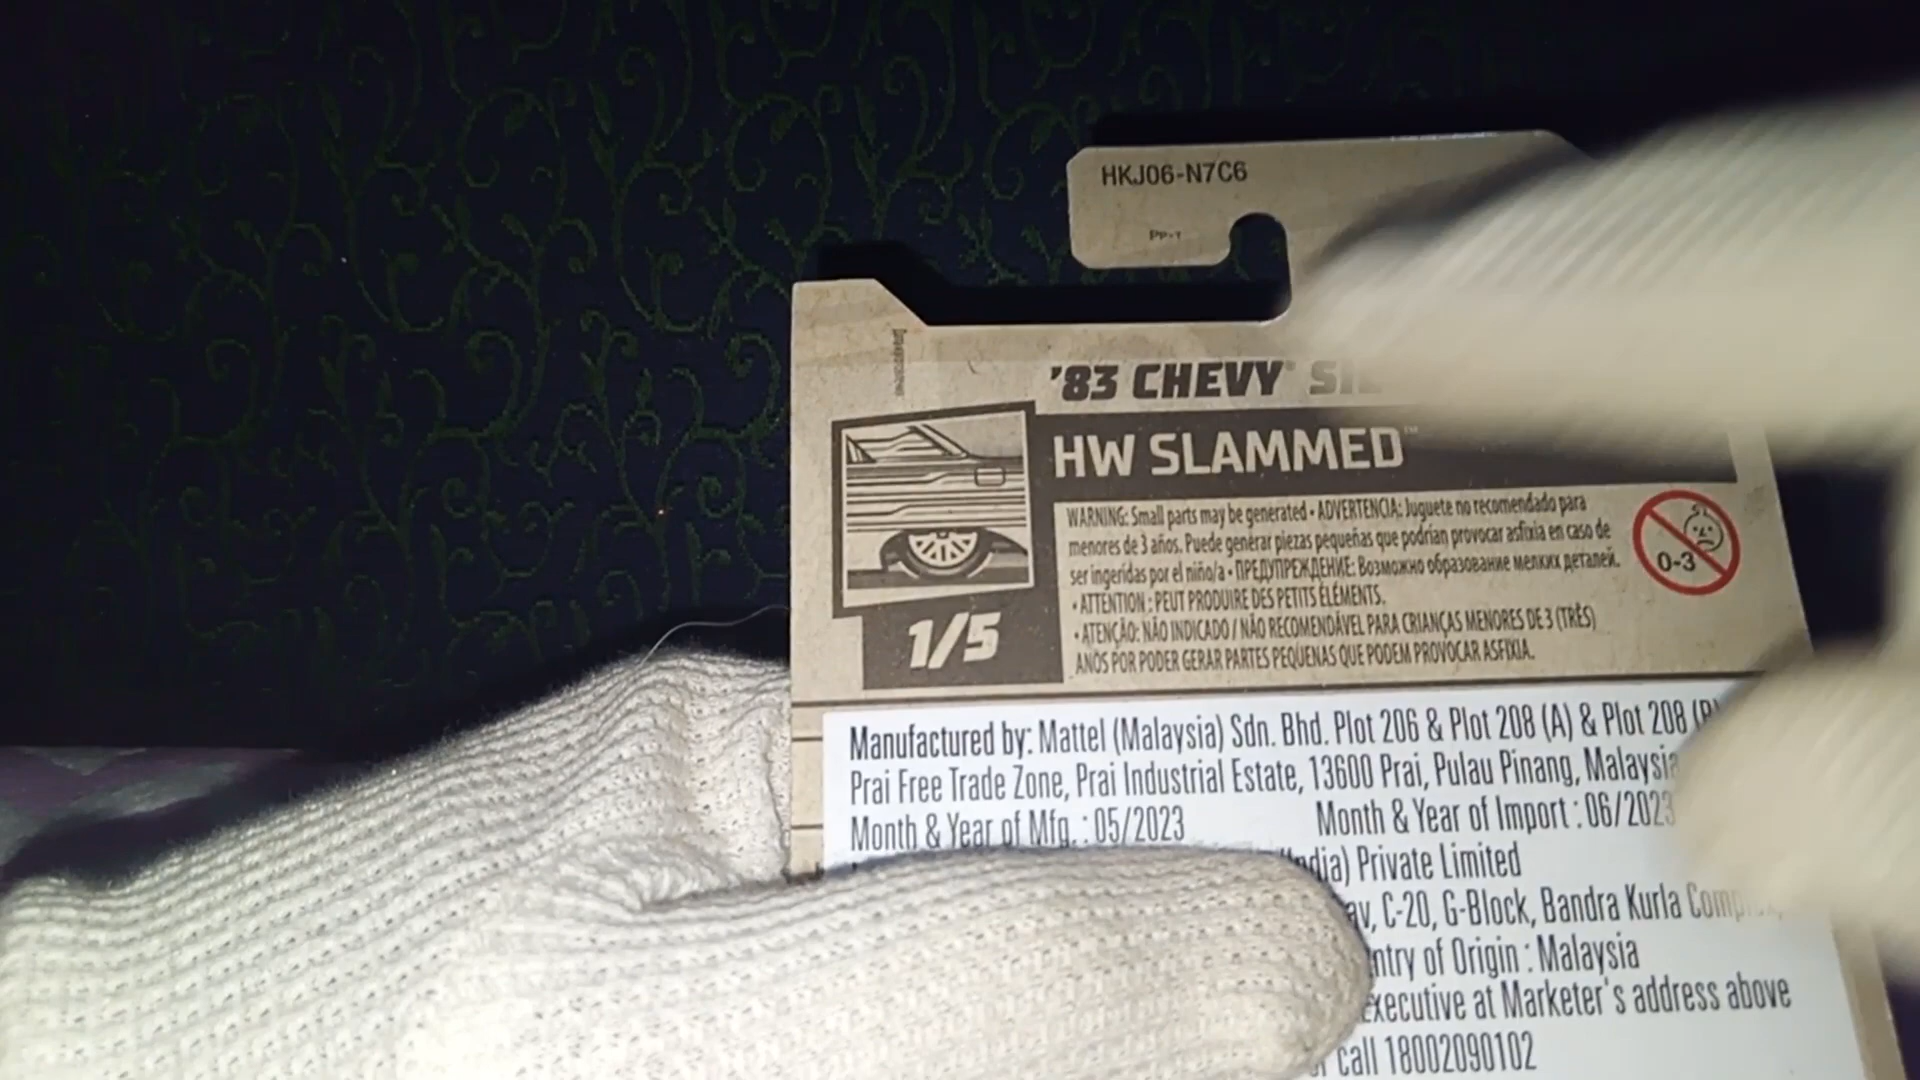 HKJ06-N7C6
PP-Y
'83 CHEVY
HW SLAMMED™
WARNING: Small parts may be generated • ADVERTENCIA: Juguete no recomendado para
menores de 3 años. Puede generar piezas pequeñas que podrían provocar asfixia en caso de
ser ingeridas por el niño/a • ПРЕДУПРЕЖДЕНИЕ: Возможно образование мелких деталей.
• ATTENTION : PEUT PRODUIRE DES PETITS ÉLÉMENTS.
• ATENÇÃO: NÃO INDICADO / NÃO RECOMENDÁVEL PARA CRIANÇAS MENORES DE 3 (TRÊS)
ANOS POR PODER GERAR PARTES PEQUENAS QUE PODEM PROVOCAR ASFIXIA.
0-3
1/5
Manufactured by: Mattel (Malaysia) Sdn. Bhd. Plot 206 & Plot 208 (A) & Plot 208
Prai Free Trade Zone, Prai Industrial Estate, 13600 Prai, Pulau Pinang, Malaysia
Month & Year of Mfg. : 05/2023 Month & Year of Import : 06/2023
Private Limited
C-20, G-Block, Bandra Kurla
of Origin : Malaysia
Executive at Marketer's address above
call 18002090102